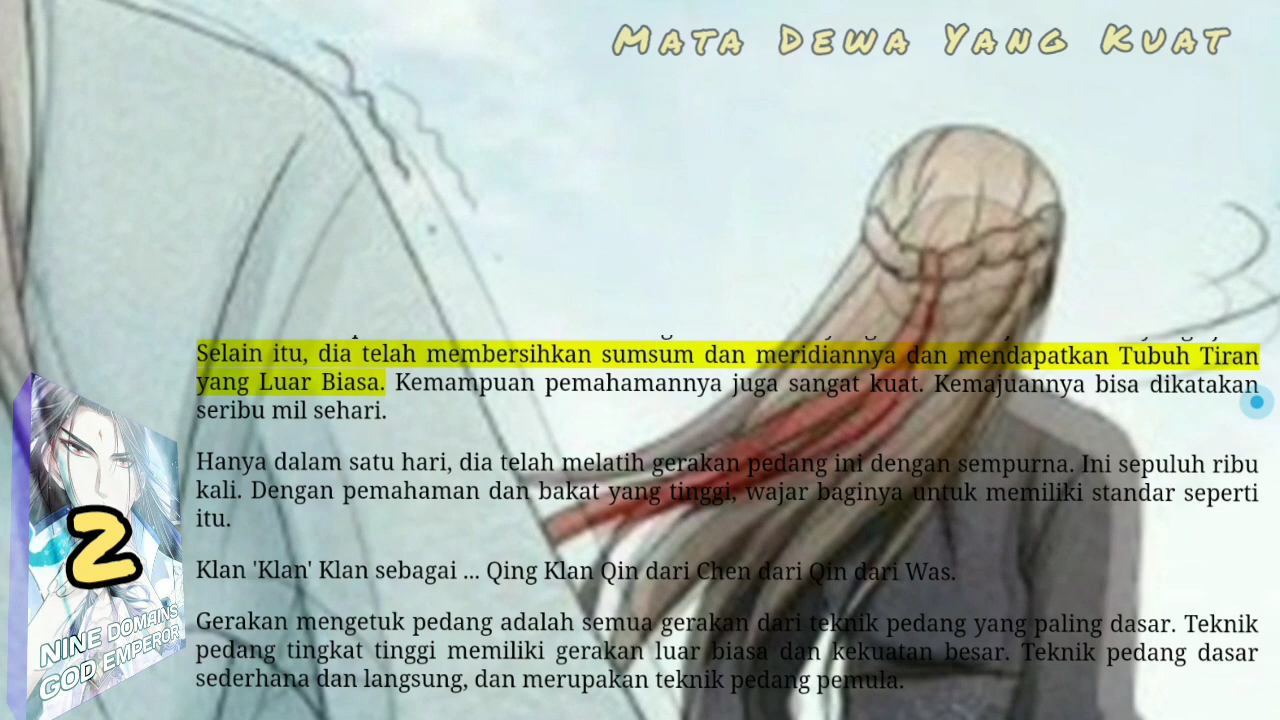 Mata Dewa Yang Kuat
Selain itu, dia telah membersihkan sumsum dan meridiannya dan mendapatkan Tubuh Tiran
yang Luar Biasa. Kemampuan pemahamannya juga sangat kuat. Kemajuannya bisa dikatakan
seribu mil sehari.
Hanya dalam satu hari, dia telah melatih gerakan pedang ini dengan sempurna. Ini sepuluh ribu
kali. Dengan pemahaman dan bakat yang tinggi, wajar baginya untuk memiliki standar seperti
itu.
Klan 'Klan' Klan sebagai ... Qing Klan Qin dari Chen dari Qin dari Was.
Gerakan mengetuk pedang adalah semua gerakan dari teknik pedang yang paling dasar. Teknik
pedang tingkat tinggi memiliki gerakan luar biasa dan kekuatan besar. Teknik pedang dasar
sederhana dan langsung, dan merupakan teknik pedang pemula.
2
NINE DOMAINS
GOD EMPEROR